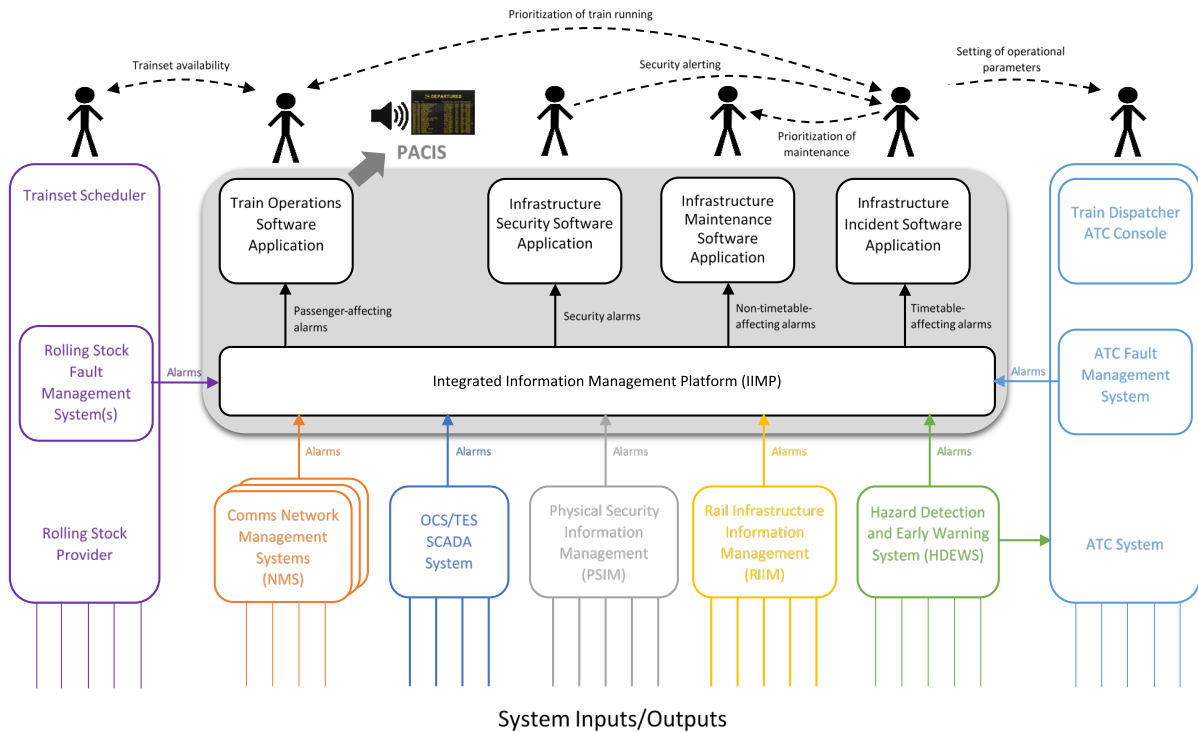 Prioritization of train running
Trainset availability
Security alerting
Setting of operational
parameters
Prioritization of
maintenance
DEPARTURES
PACIS
Trainset Scheduler
Train Operations
Software
Application
Infrastructure
Security Software
Application
Infrastructure
Maintenance
Software
Application
Infrastructure
Incident Software
Application
Train Dispatcher
ATC Console
Passenger-affecting
alarms
Security alarms
Non-timetable-
affecting alarms
Timetable-
affecting alarms
Rolling Stock
Fault
Management
System(s)
Alarms
Integrated Information Management Platform (IIMP)
Alarms
ATC Fault
Management
System
Alarms
Alarms
Alarms
Alarms
Alarms
Rolling Stock
Provider
Comms Network
Management
Systems
(NMS)
OCS/TES
SCADA
System
Physical Security
Information
Management
(PSIM)
Rail Infrastructure
Information
Management
(RIIM)
Hazard Detection
and Early Warning
System (HDEWS)
ATC System
System Inputs/Outputs